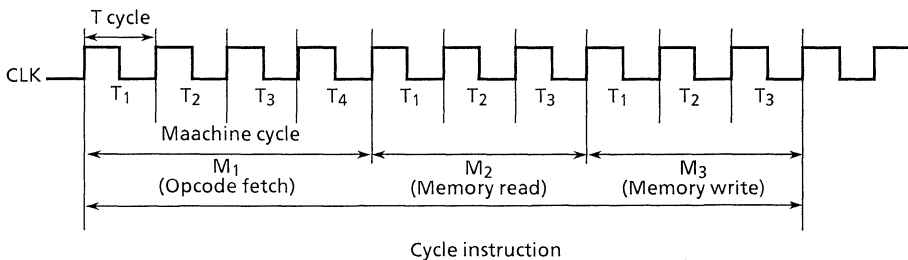 T cycle
CLK
T1 T2 T3 T4 T1 T2 T3 T1 T2 T3
Maachine cycle
M1 M2 M3
(Opcode fetch) (Memory read) (Memory write)
Cycle instruction